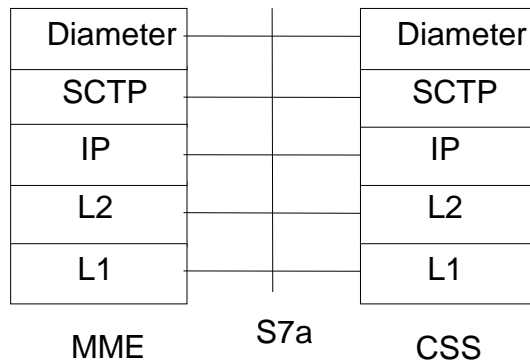 Diameter Diameter
SCTP SCTP
IP IP
L2 L2
L1 L1
S7a
MME CSS